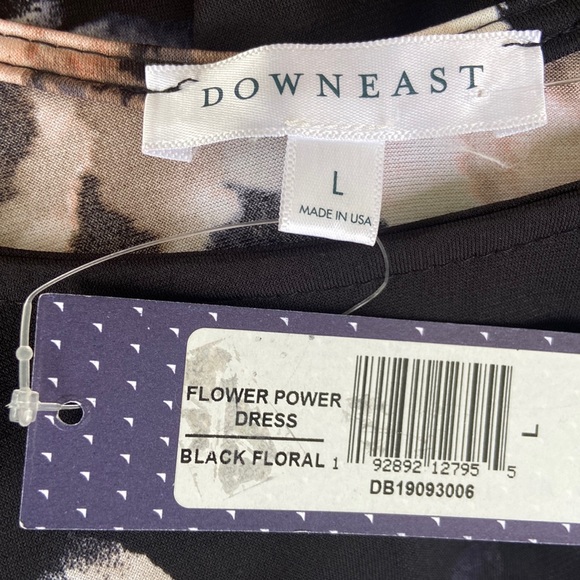 DOWNEAST
L
MADE IN USA
FLOWER POWER
DRESS
BLACK FLORAL
1 92892 12795 5
DB19093006
L